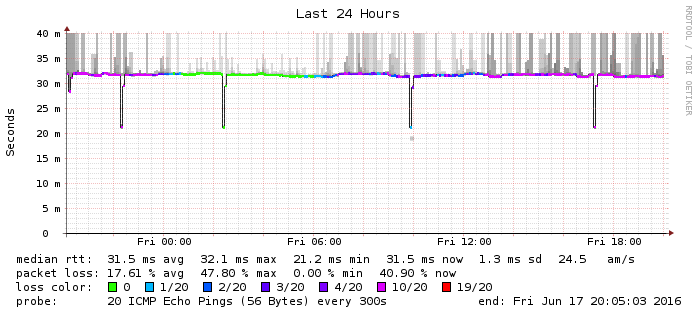 Last 24 Hours
RRDTOOL / TOBI OETIKER
Seconds
40 m
35 m
30 m
25 m
20 m
15 m
10 m
5 m
0
Fri 00:00 Fri 06:00 Fri 12:00 Fri 18:00
median rtt: 31.5 ms avg 32.1 ms max 21.2 ms min 31.5 ms now 1.3 ms sd 24.5 am/s
packet loss: 17.61 % avg 47.80 % max 0.00 % min 40.90 % now
loss color: 0 1/20 2/20 3/20 4/20 10/20 19/20
probe: 20 ICMP Echo Pings (56 Bytes) every 300s end: Fri Jun 17 20:05:03 2016